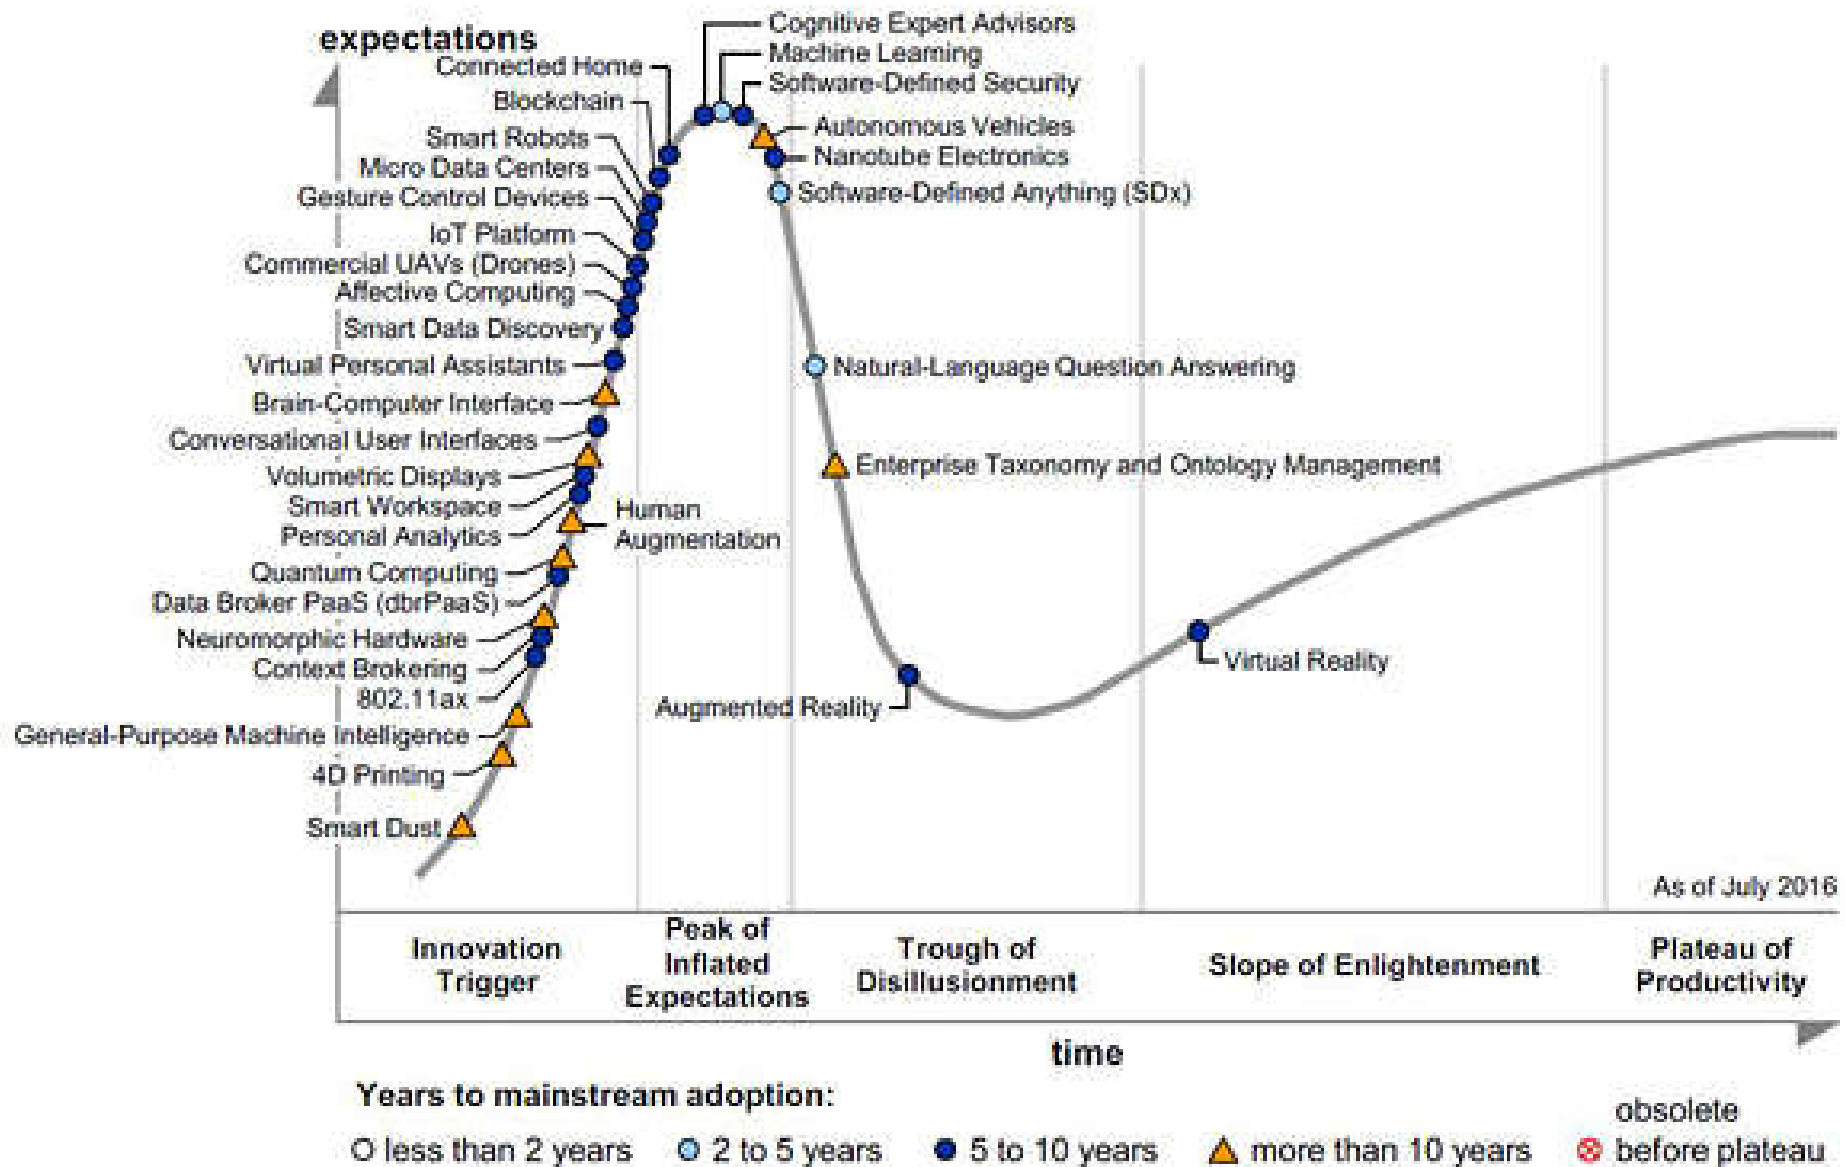 expectations
Cognitive Expert Advisors
Machine Learning
Software-Defined Security
Connected Home
Blockchain
Smart Robots
Micro Data Centers
Gesture Control Devices
IoT Platform
Commercial UAVs (Drones)
Affective Computing
Smart Data Discovery
Virtual Personal Assistants
Brain-Computer Interface
Conversational User Interfaces
Volumetric Displays
Smart Workspace
Personal Analytics
Quantum Computing
Data Broker PaaS (dbrPaaS)
Neuromorphic Hardware
Context Brokering
802.11ax
General-Purpose Machine Intelligence
4D Printing
Smart Dust
Human
Augmentation
Autonomous Vehicles
Nanotube Electronics
Software-Defined Anything (SDx)
Natural-Language Question Answering
Enterprise Taxonomy and Ontology Management
Augmented Reality
Virtual Reality
As of July 2016
Innovation
Trigger
Peak of
Inflated
Expectations
Trough of
Disillusionment
Slope of Enlightenment
Plateau of
Productivity
time
Years to mainstream adoption:
less than 2 years
2 to 5 years
5 to 10 years
more than 10 years
obsolete
before plateau